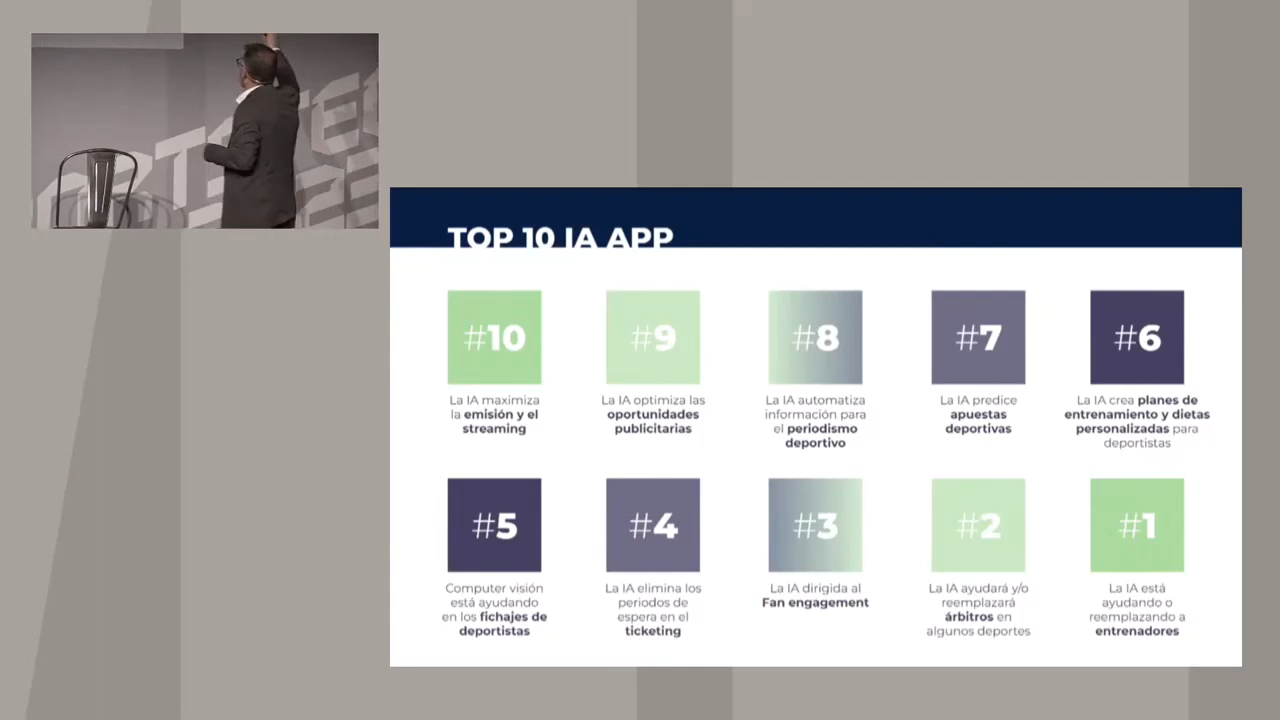 TOP 10 IA APP
#10
La IA maximiza
la emisión y el
streaming
#9
La IA optimiza las
oportunidades
publicitarias
#8
La IA automatiza
información para
el periodismo
deportivo
#7
La IA predice
apuestas
deportivas
#6
La IA crea planes de
entrenamiento y dietas
personalizadas para
deportistas
#5
Computer visión
está ayudando
en los fichajes de
deportistas
#4
La IA elimina los
periodos de
espera en el
ticketing
#3
La IA dirigida al
Fan engagement
#2
La IA ayudará y/o
reemplazará
árbitros en
algunos deportes
#1
La IA está
ayudando o
reemplazando a
entrenadores